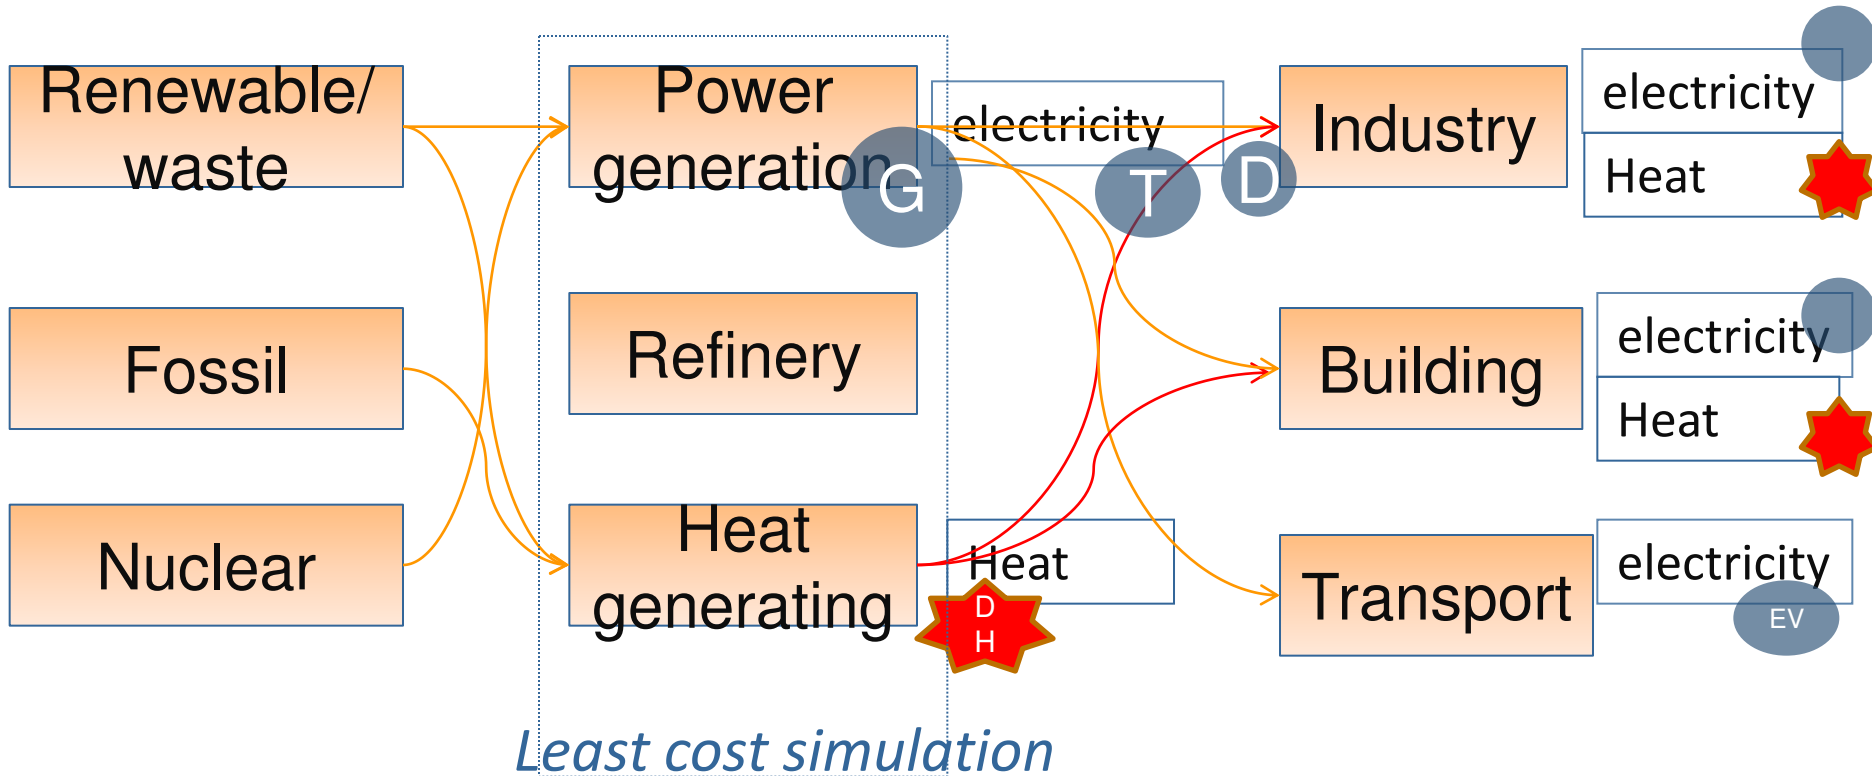 Renewable/
waste
Power
generation
electricity
G
T
D
Industry
electricity
Heat
Fossil
Refinery
Building
electricity
Heat
Nuclear
Heat
generating
Heat
D
H
Transport
electricity
EV
Least cost simulation